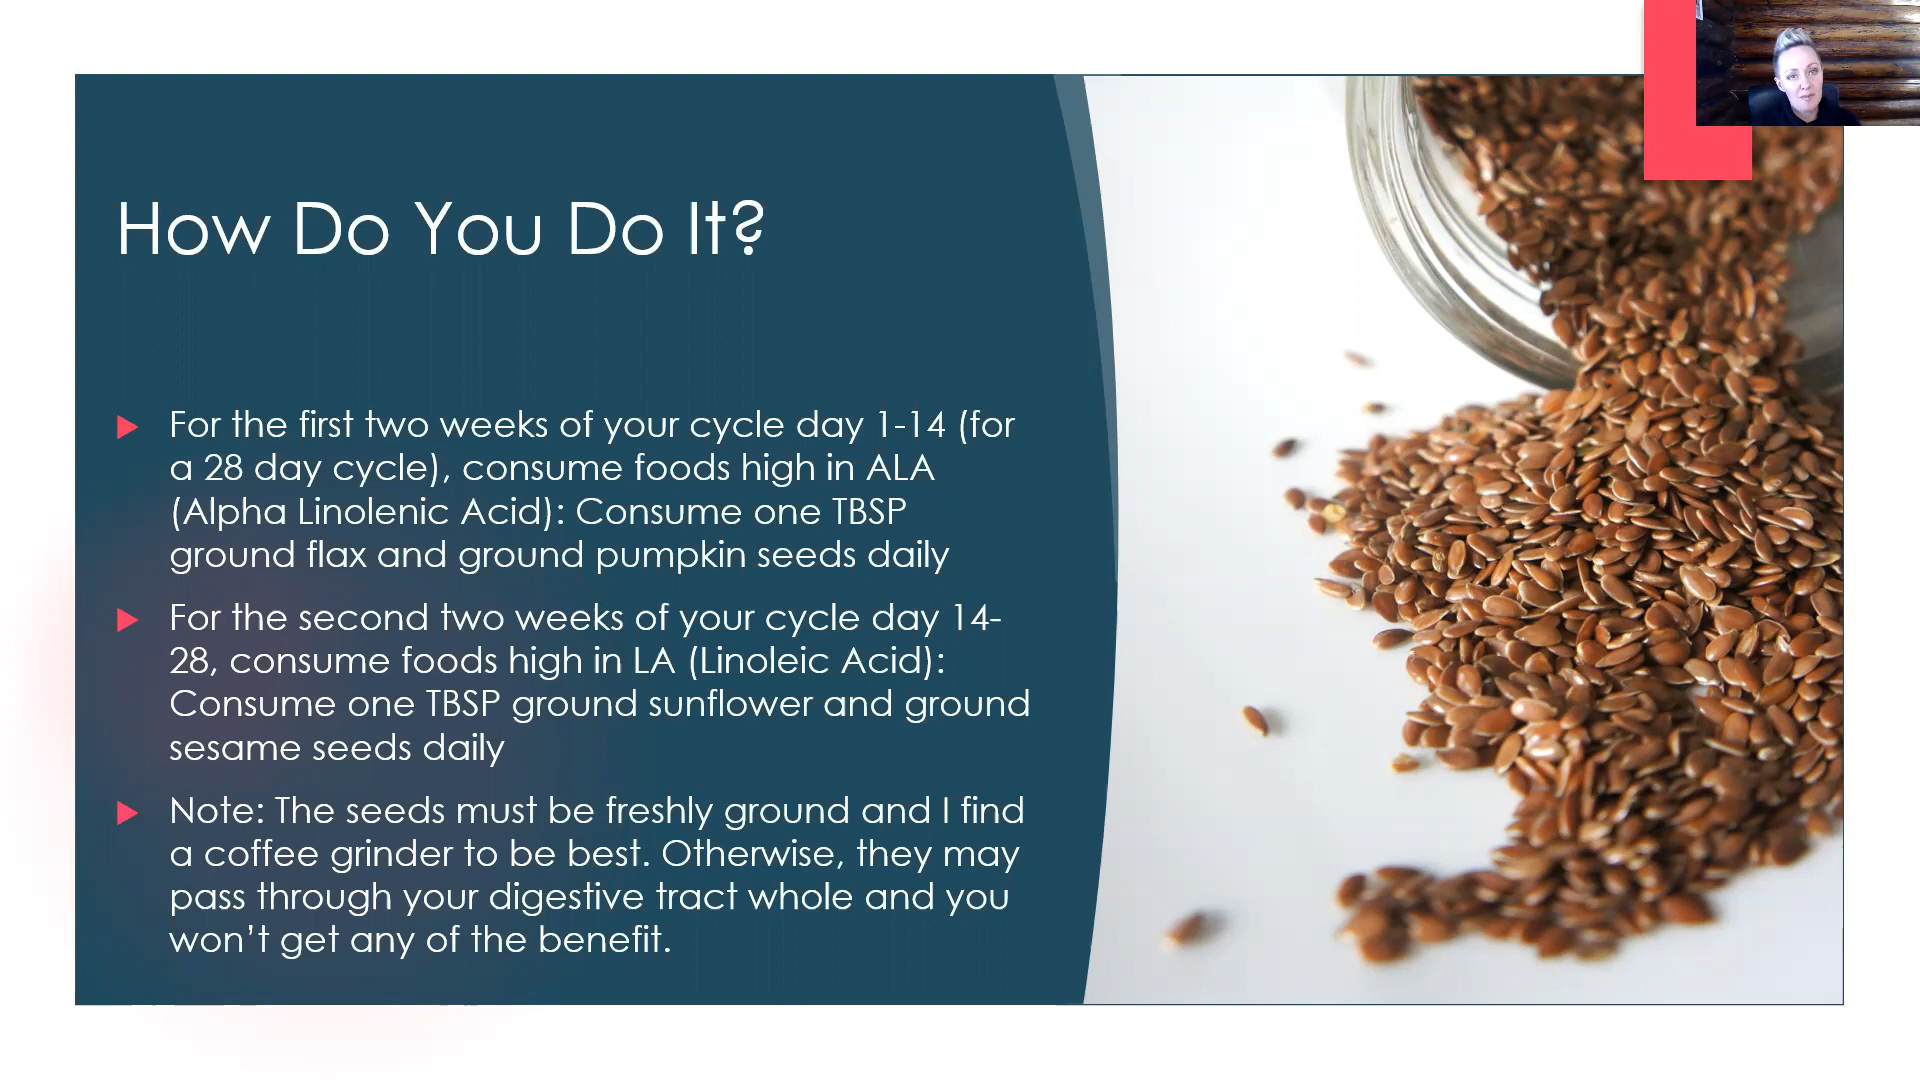 How Do You Do It?
For the first two weeks of your cycle day 1-14 (for
a 28 day cycle), consume foods high in ALA
(Alpha Linolenic Acid): Consume one TBSP
ground flax and ground pumpkin seeds daily
For the second two weeks of your cycle day 14-
28, consume foods high in LA (Linoleic Acid):
Consume one TBSP ground sunflower and ground
sesame seeds daily
Note: The seeds must be freshly ground and I find
a coffee grinder to be best. Otherwise, they may
pass through your digestive tract whole and you
won’t get any of the benefit.